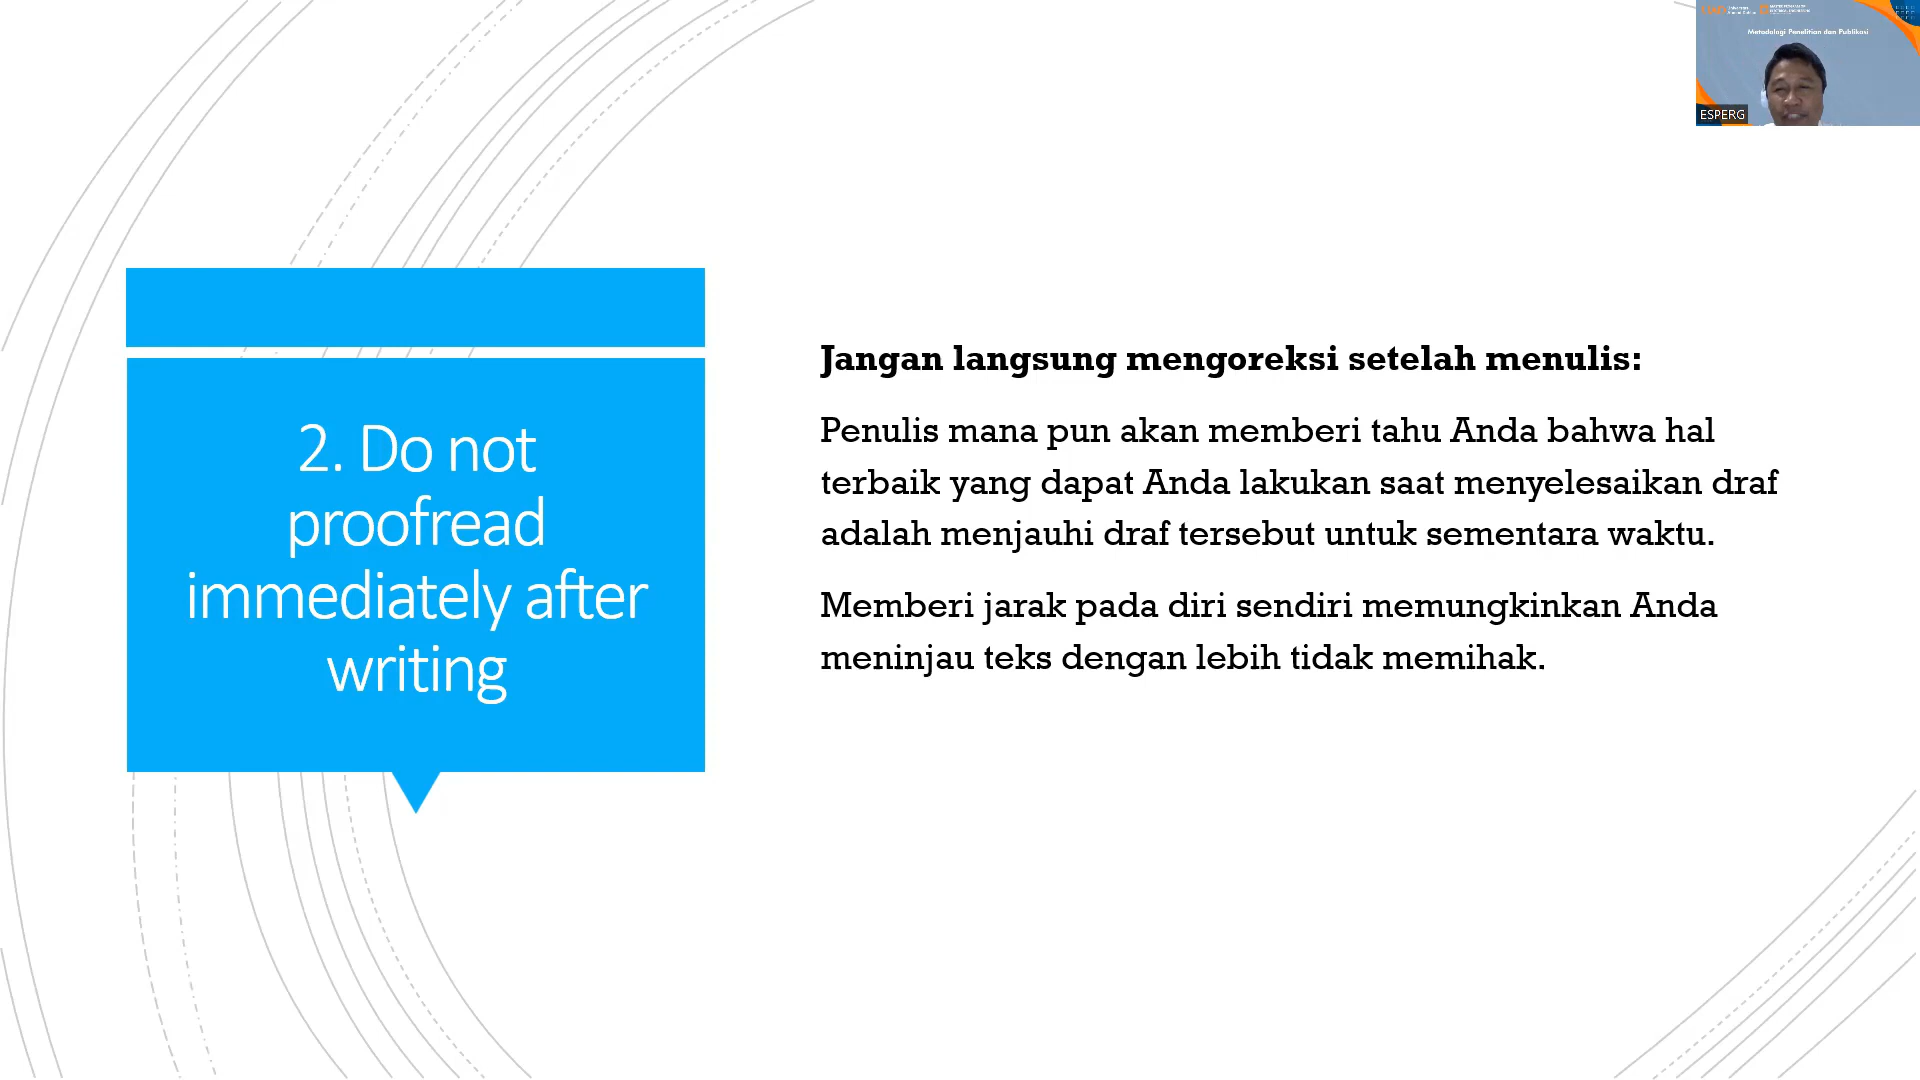 Metodologi Penelitian dan Publikasi
ESPERG
2. Do not
proofread
immediately after
writing
Jangan langsung mengoreksi setelah menulis:
Penulis mana pun akan memberi tahu Anda bahwa hal
terbaik yang dapat Anda lakukan saat menyelesaikan draf
adalah menjauhi draf tersebut untuk sementara waktu.
Memberi jarak pada diri sendiri memungkinkan Anda
meninjau teks dengan lebih tidak memihak.